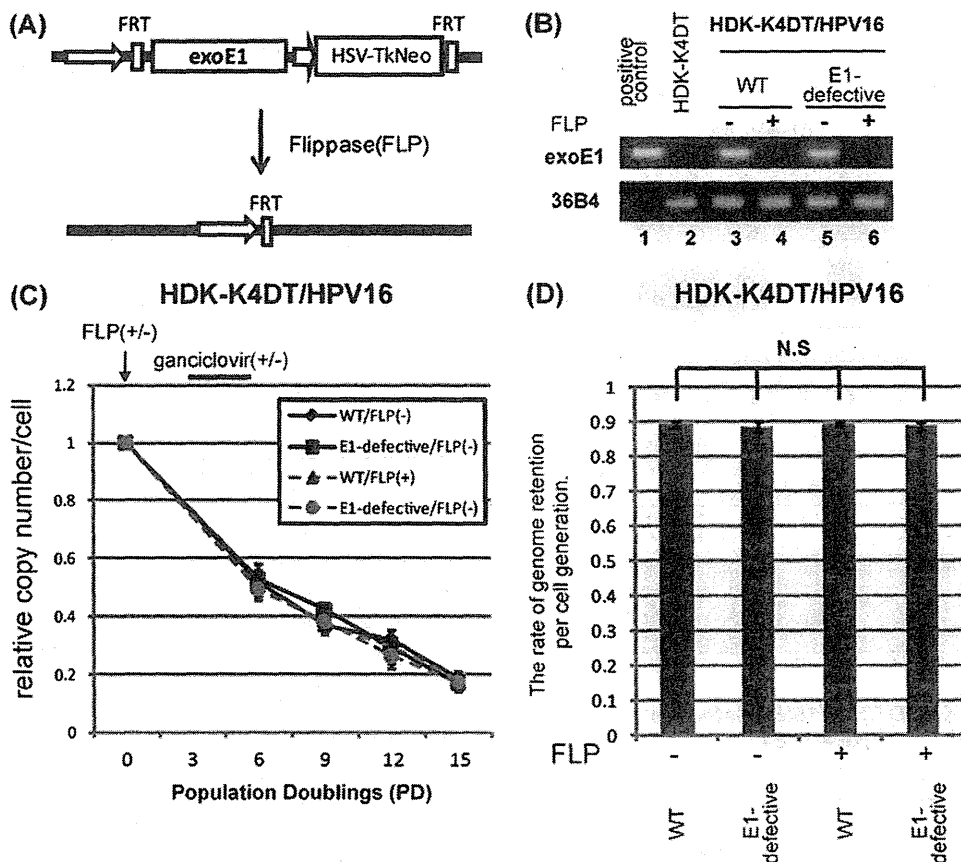 (A)
FRT
FRT
exoE1
HSV-TkNeo
Flippase(FLP)
FRT
(B)
positive control
HDK-K4DT
HDK-K4DT/HPV16
WT
E1-defective
FLP - + - +
exoE1
36B4
1 2 3 4 5 6
(C) HDK-K4DT/HPV16
FLP(+/-)
ganciclovir(+/-)
relative copy number/cell
1.2
1
0.8
0.6
0.4
0.2
0
WT/FLP(-)
E1-defective/FLP(-)
WT/FLP(+)
E1-defective/FLP(-)
0 3 6 9 12 15
Population Doublings (PD)
(D) HDK-K4DT/HPV16
N.S
The rate of genome retention
per cell generation.
1
0.9
0.8
0.7
0.6
0.5
0.4
0.3
0.2
0.1
0
FLP - - + +
WT
E1-defective
WT
E1-defective